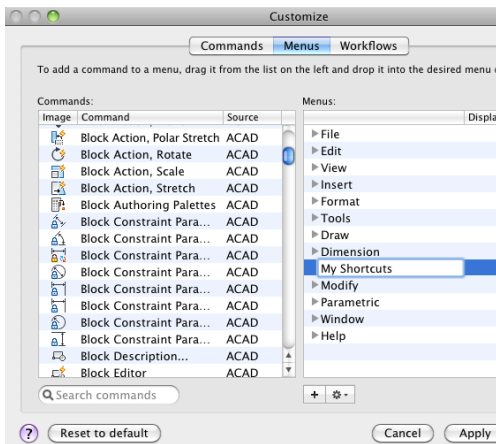 Customize
Commands Menus Workflows
To add a command to a menu, drag it from the list on the left and drop it into the desired menu
Commands:
Image Command Source
Block Action, Polar Stretch ACAD
Block Action, Rotate ACAD
Block Action, Scale ACAD
Block Action, Stretch ACAD
Block Authoring Palettes ACAD
Block Constraint Para... ACAD
Block Constraint Para... ACAD
Block Constraint Para... ACAD
Block Constraint Para... ACAD
Block Constraint Para... ACAD
Block Constraint Para... ACAD
Block Constraint Para... ACAD
Block Constraint Para... ACAD
Block Description... ACAD
Block Editor ACAD
Search commands
Menus:
Displa
File
Edit
View
Insert
Format
Tools
Draw
Dimension
My Shortcuts
Modify
Parametric
Window
Help
+
? Reset to default Cancel Apply